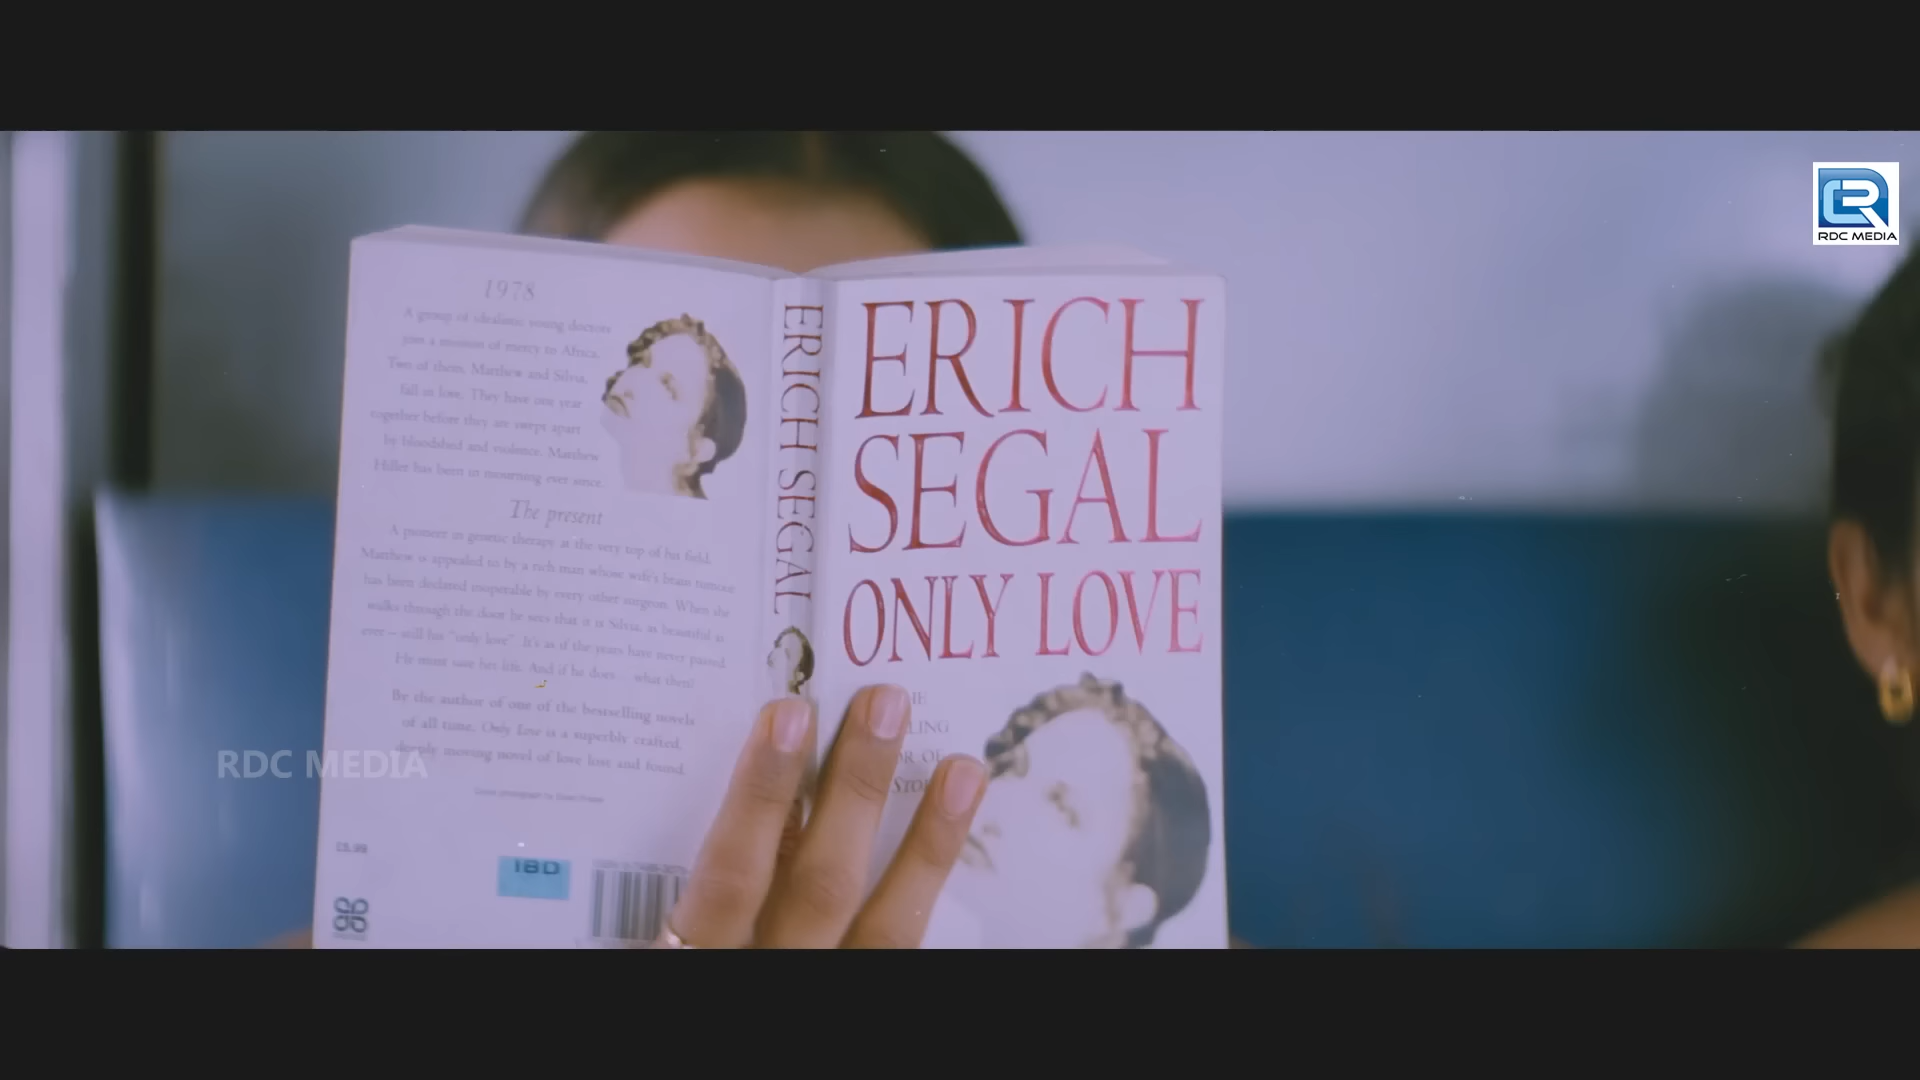 1978
A group of idealistic young doctors
join a mission of mercy to Africa.
Two of them, Matthew and Silvia,
fall in love. They have one year
together before they are swept apart
by bloodshed and violence. Matthew
Hiller has been in mourning ever since.
The present
A pioneer in genetic therapy at the very top of his field,
Matthew is appealed to by a rich man whose wife's brain tumour
has been declared inoperable by every other surgeon. When she
walks through the door he sees that it is Silvia, as beautiful as
ever – still his "only love". It's as if the years have never passed.
He must save her life. And if he does... what then?
By the author of one of the bestselling novels
of all time, Only Love is a superbly crafted,
deeply moving novel of love lost and found.
£5.99
IBD
ERICH SEGAL
ERICH
SEGAL
ONLY LOVE
HE
LING
OR OF
STO
RDC MEDIA
RDC MEDIA